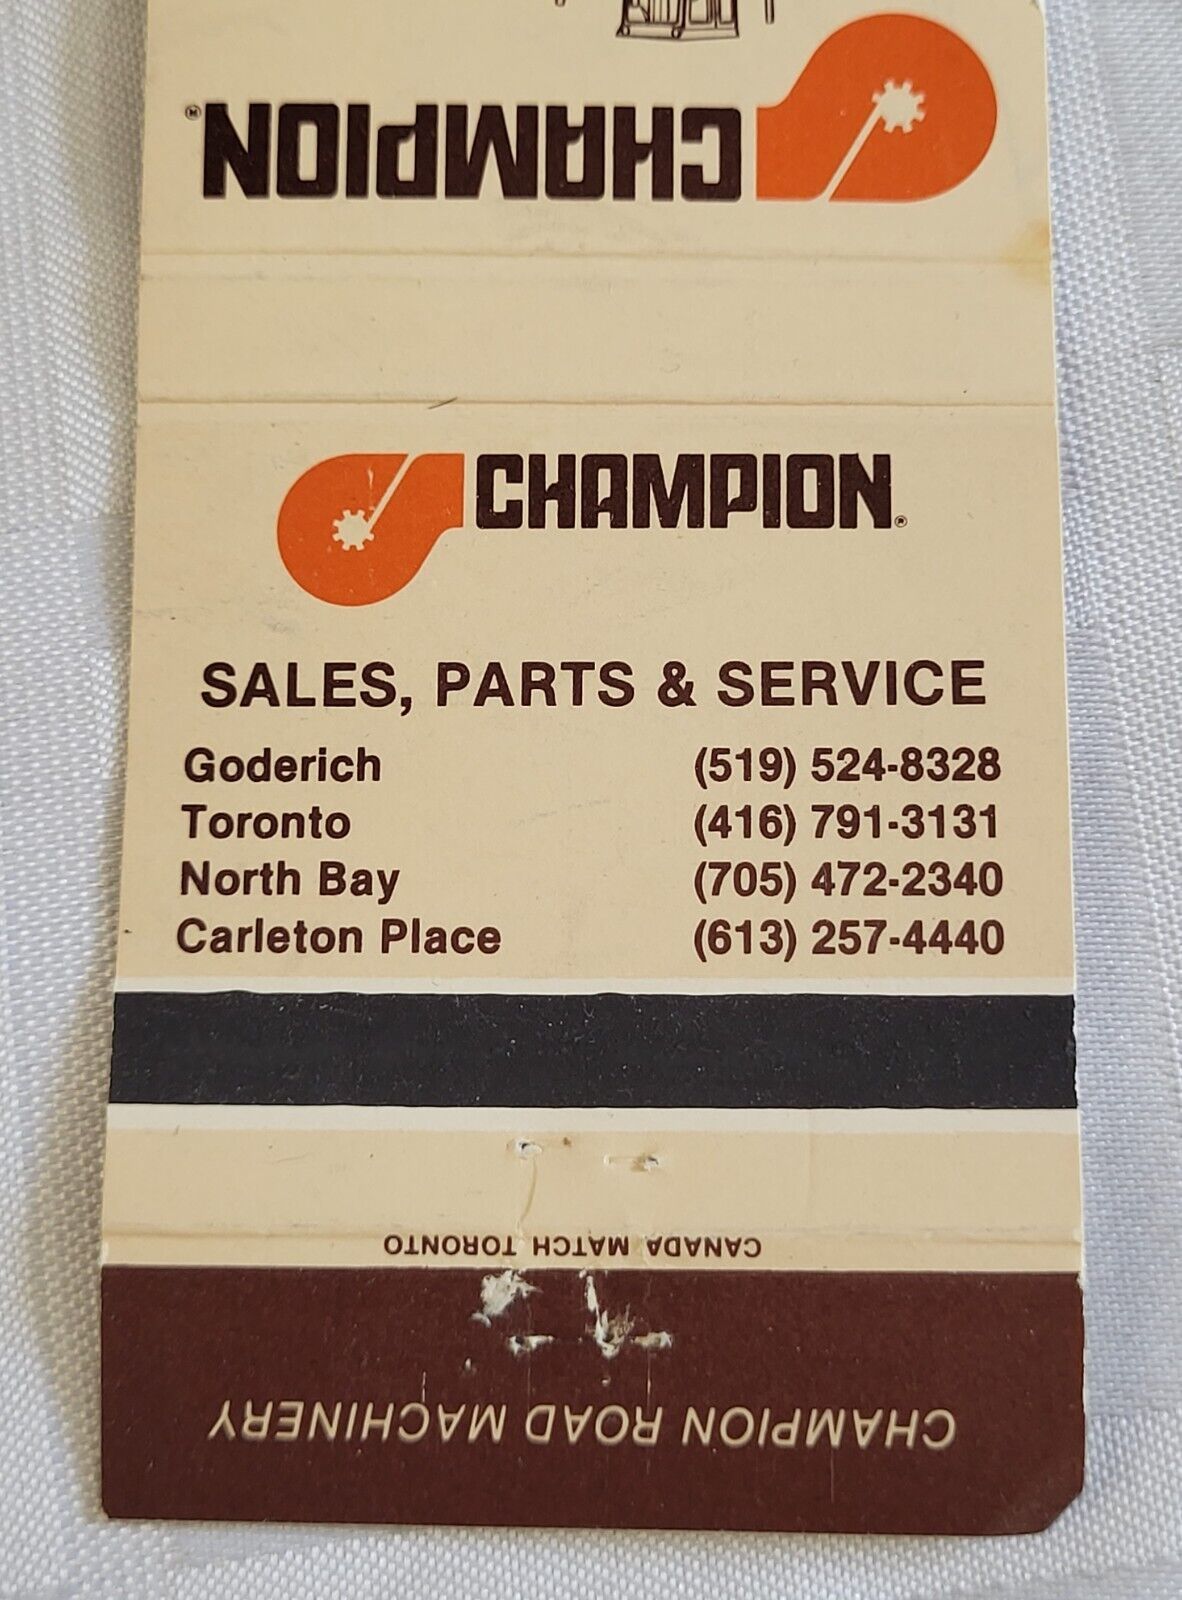 CHAMPION
CHAMPION®
SALES, PARTS & SERVICE
Goderich (519) 524-8328
Toronto (416) 791-3131
North Bay (705) 472-2340
Carleton Place (613) 257-4440
CANADA MATCH TORONTO
CHAMPION ROAD MACHINERY